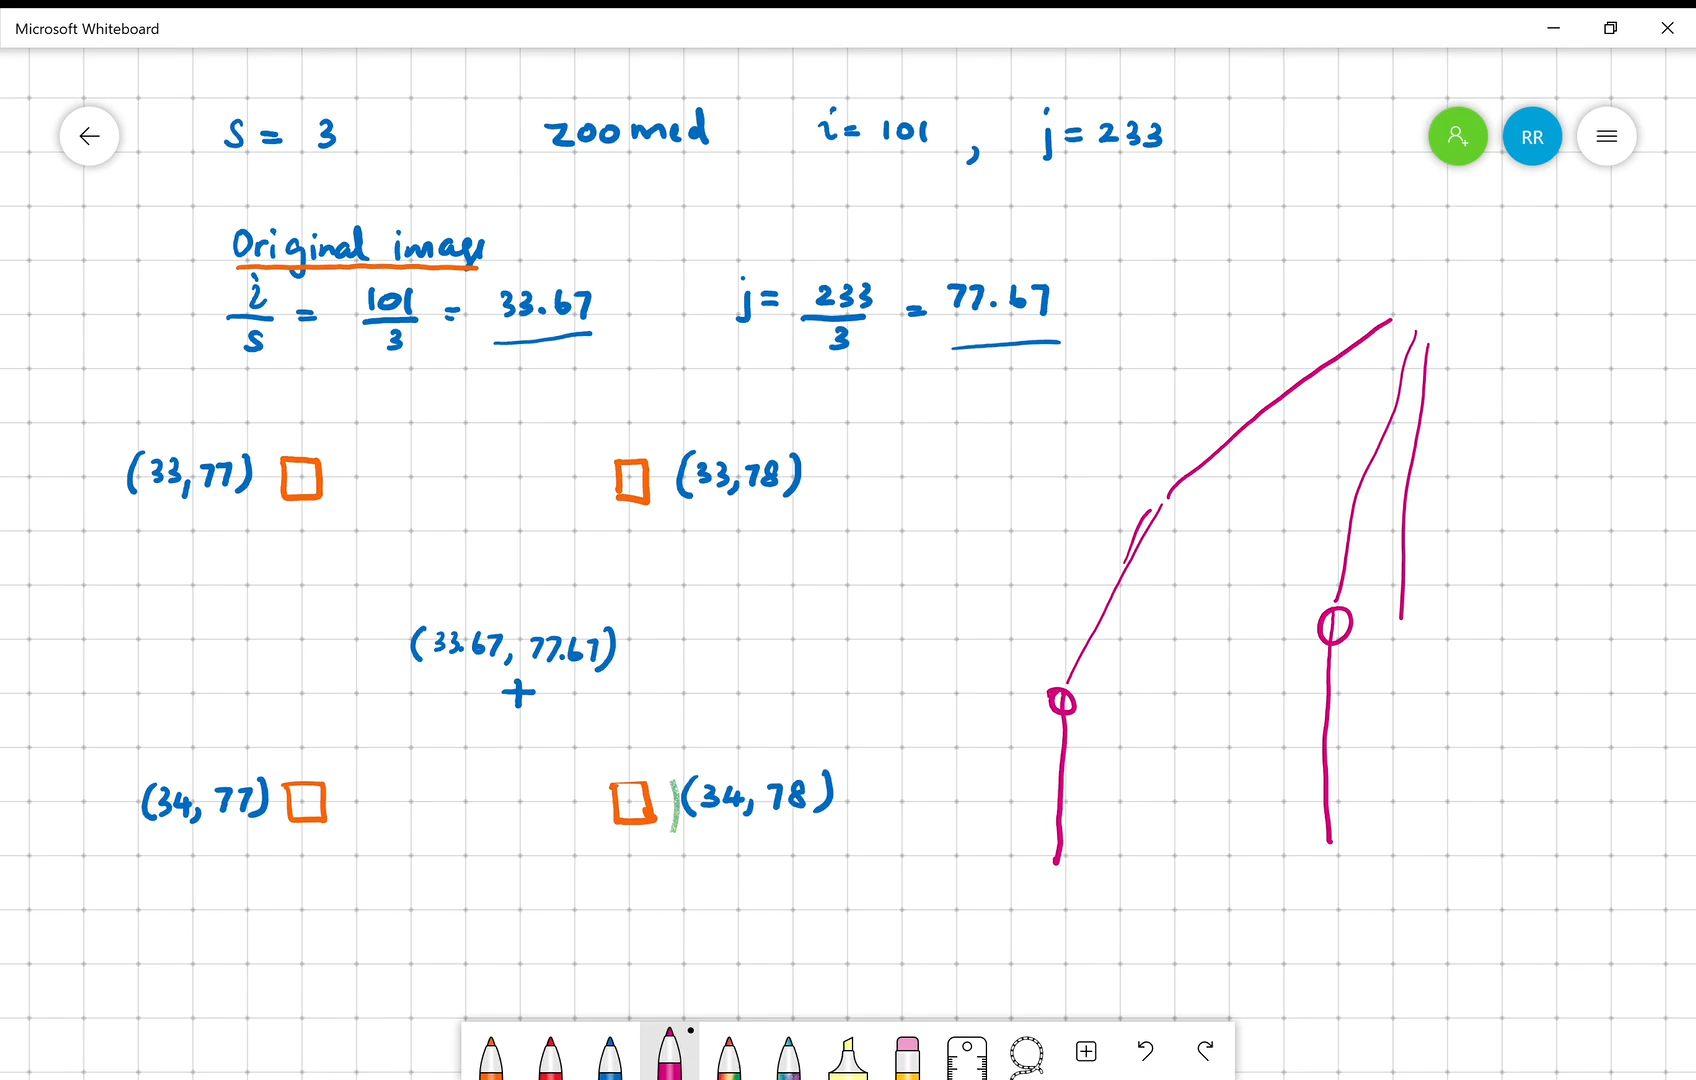 Microsoft Whiteboard
S = 3 zoomed i = 101 , j = 233
RR
Original image
i/s = 101/3 = 33.67 j = 233/3 = 77.67
(33,77) (33,78)
(33.67, 77.67)
+
(34, 77) (34, 78)